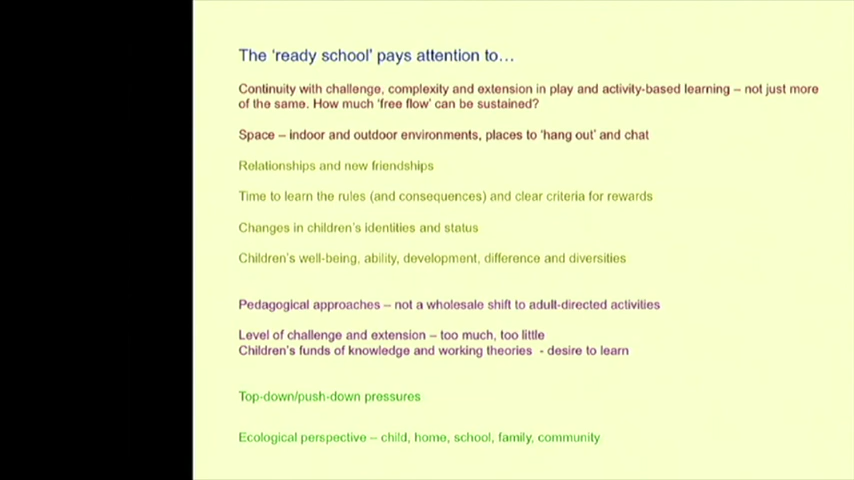 The ‘ready school’ pays attention to…
Continuity with challenge, complexity and extension in play and activity-based learning – not just more
of the same. How much ‘free flow’ can be sustained?
Space – indoor and outdoor environments, places to ‘hang out’ and chat
Relationships and new friendships
Time to learn the rules (and consequences) and clear criteria for rewards
Changes in children’s identities and status
Children’s well-being, ability, development, difference and diversities
Pedagogical approaches – not a wholesale shift to adult-directed activities
Level of challenge and extension – too much, too little
Children’s funds of knowledge and working theories - desire to learn
Top-down/push-down pressures
Ecological perspective – child, home, school, family, community